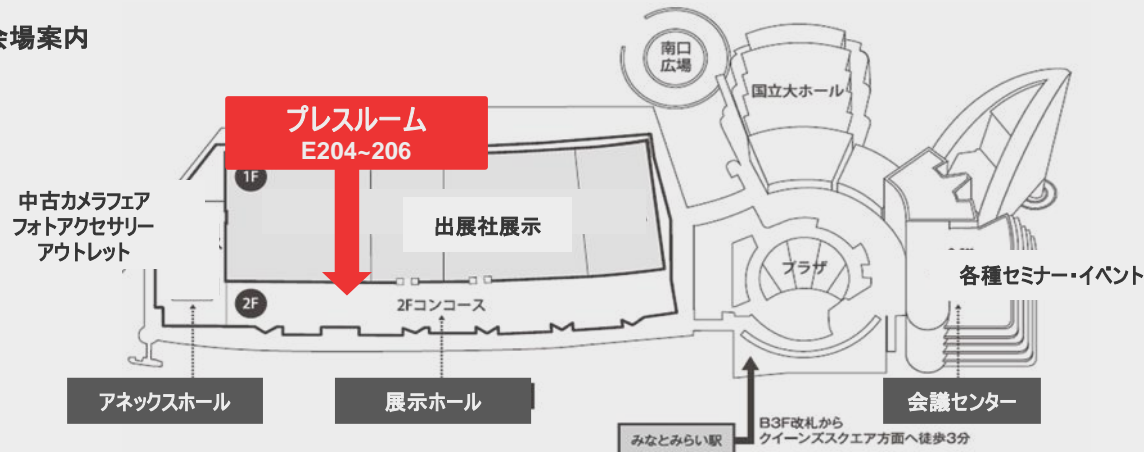 会場案内
南口
広場
国立大ホール
プレスルーム
E204~206
1F
中古カメラフェア
フォトアクセサリー
アウトレット
出展社展示
プラザ
各種セミナー・イベント
2F
2Fコンコース
アネックスホール
展示ホール
会議センター
みなとみらい駅
B3F改札から
クイーンズスクエア方面へ徒歩3分